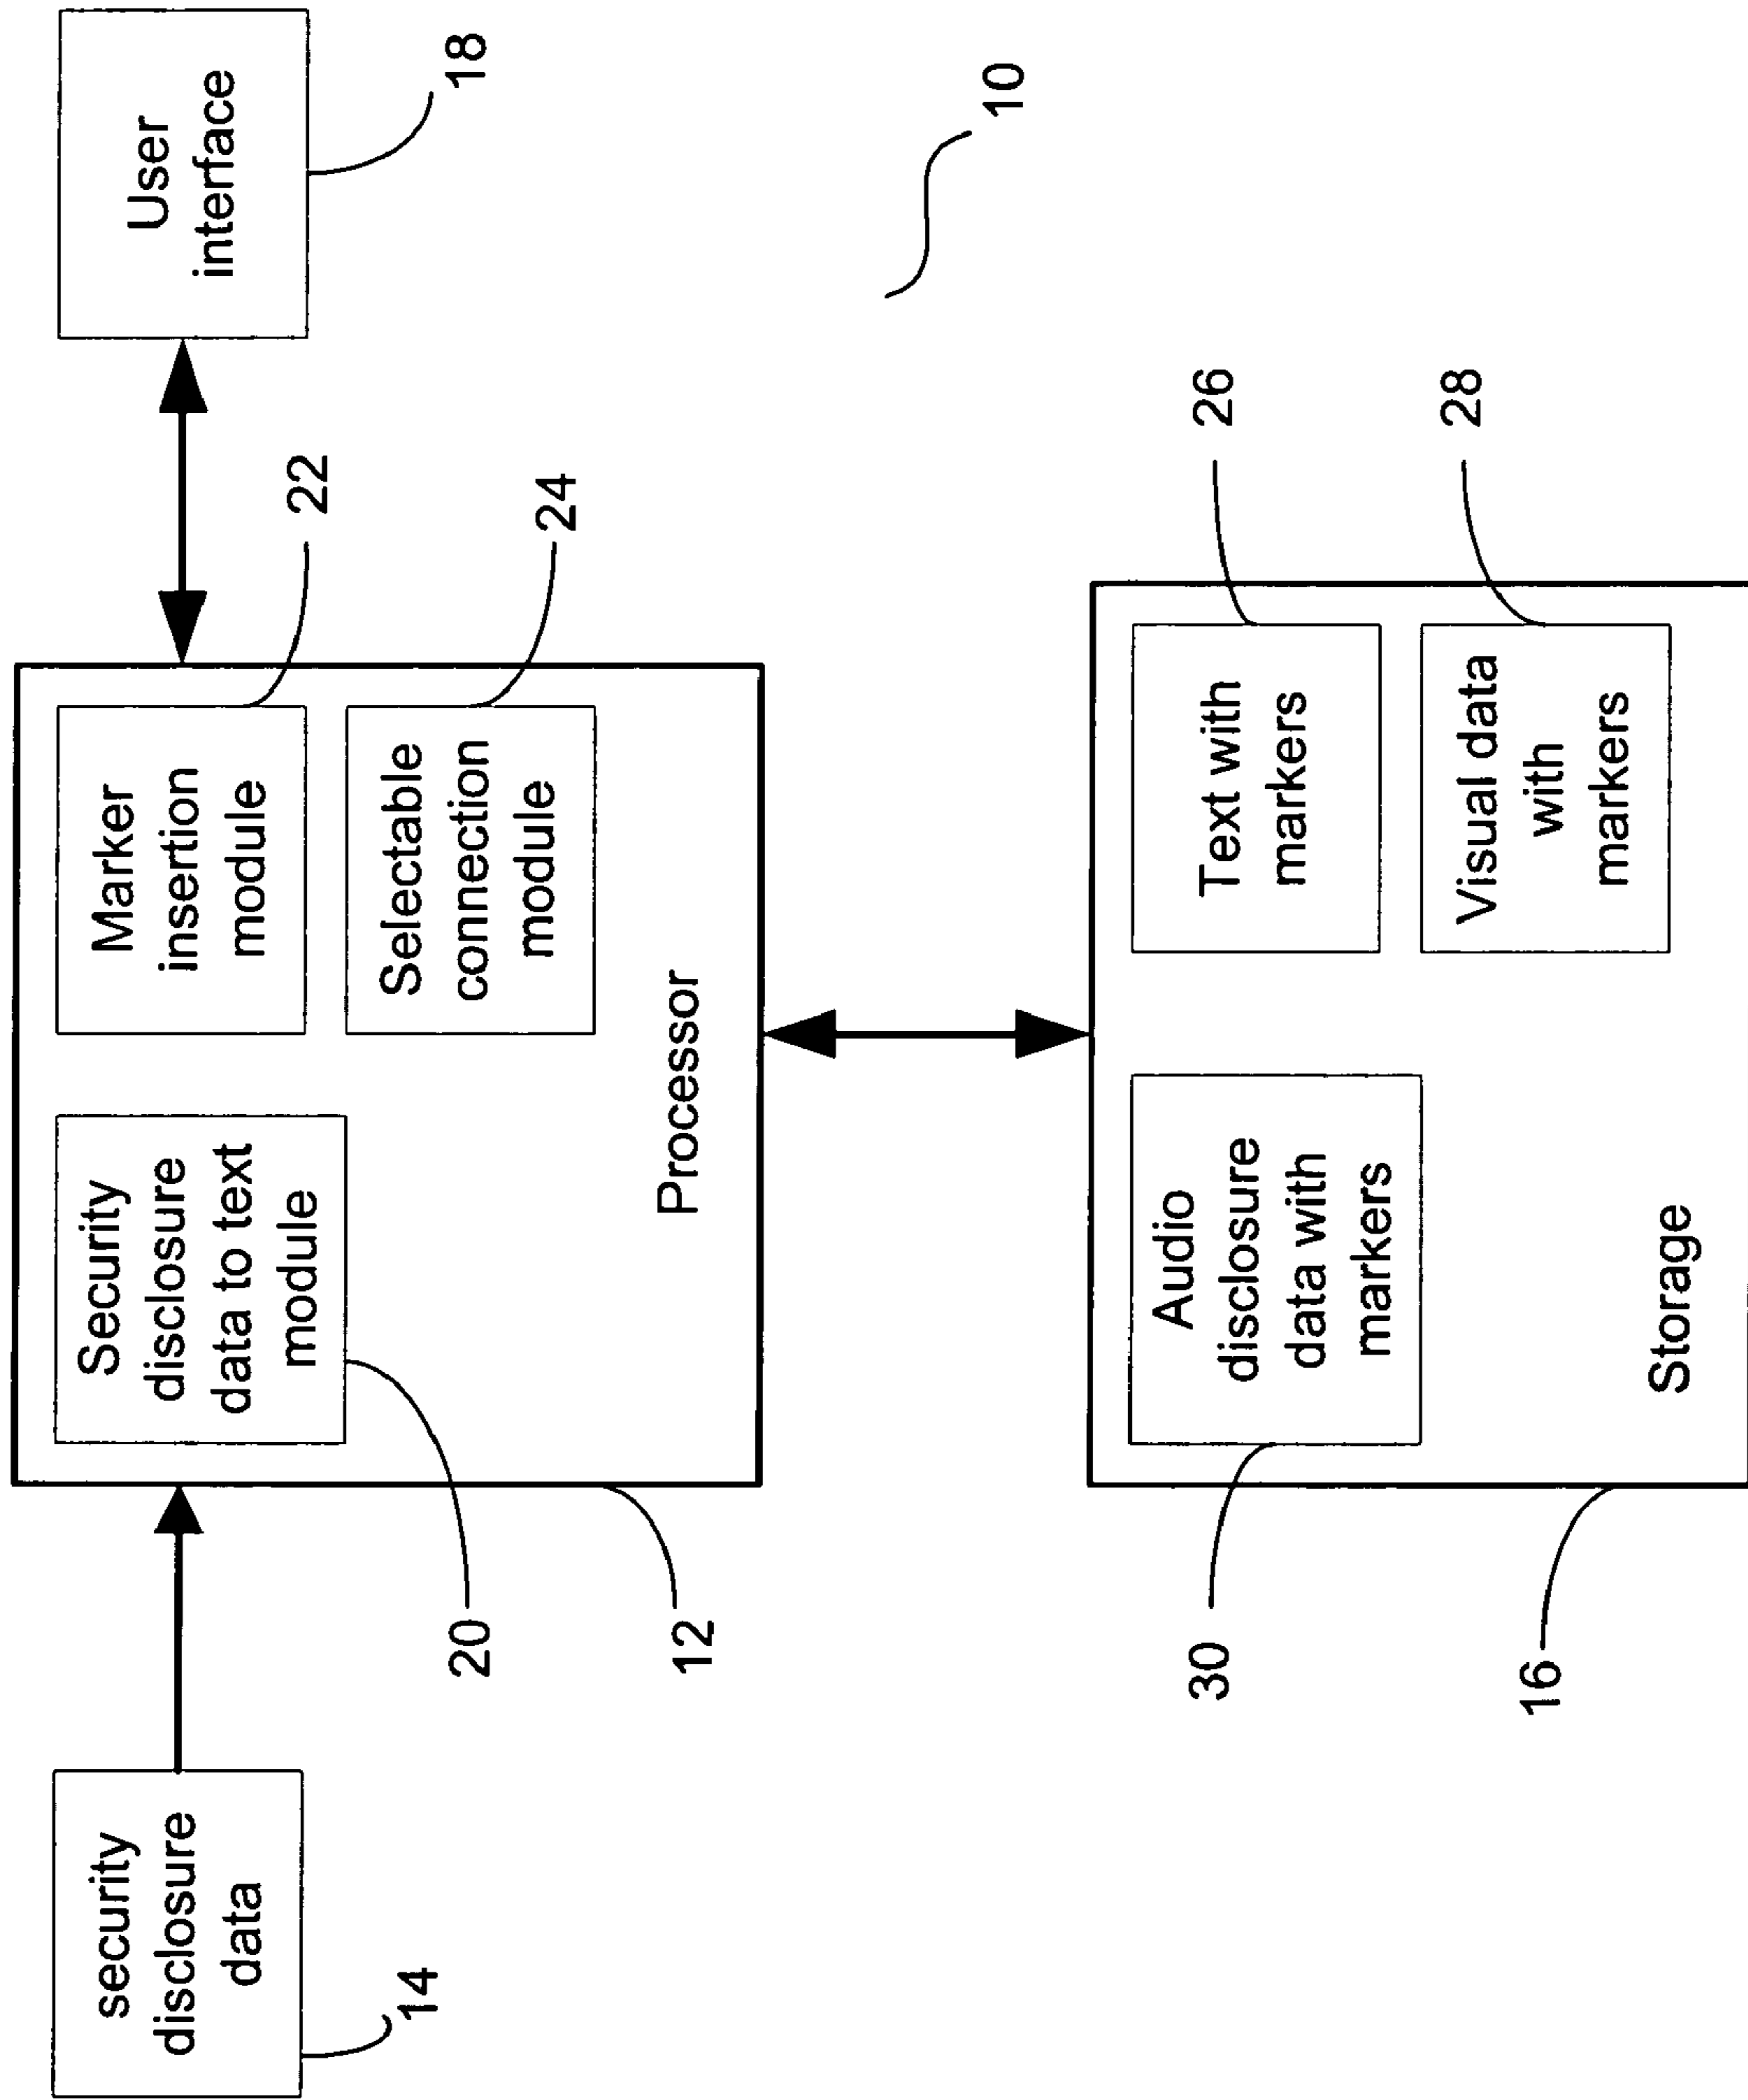 security
disclosure
data
14
Security
disclosure
data to text
module
20
Marker
insertion
module
22
Selectable
connection
module
24
Processor
12
User
interface
18
10
Audio
disclosure
data with
markers
30
Text with
markers
26
Visual data
with
markers
28
Storage
16